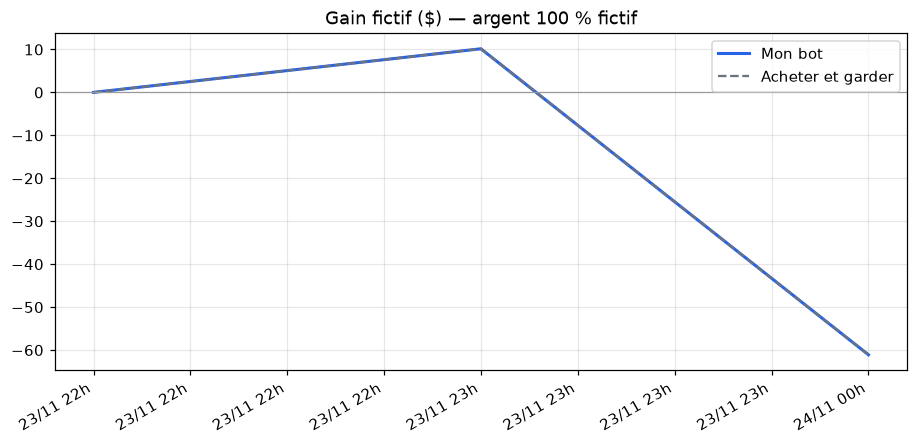 Gain fictif ($) — argent 100 % fictif
Mon bot
Acheter et garder
10
0
−10
−20
−30
−40
−50
−60
23/11 22h
23/11 22h
23/11 22h
23/11 22h
23/11 23h
23/11 23h
23/11 23h
23/11 23h
24/11 00h